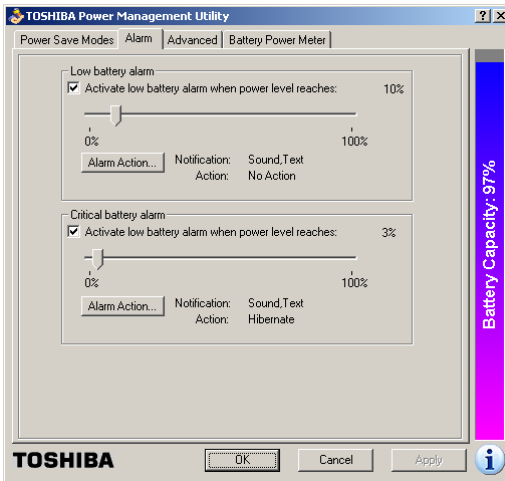 TOSHIBA Power Management Utility
Power Save Modes Alarm Advanced Battery Power Meter
Low battery alarm
Activate low battery alarm when power level reaches: 10%
0% 100%
Alarm Action... Notification: Sound,Text
Action: No Action
Critical battery alarm
Activate low battery alarm when power level reaches: 3%
0% 100%
Alarm Action... Notification: Sound,Text
Action: Hibernate
Battery Capacity: 97%
TOSHIBA OK Cancel Apply i